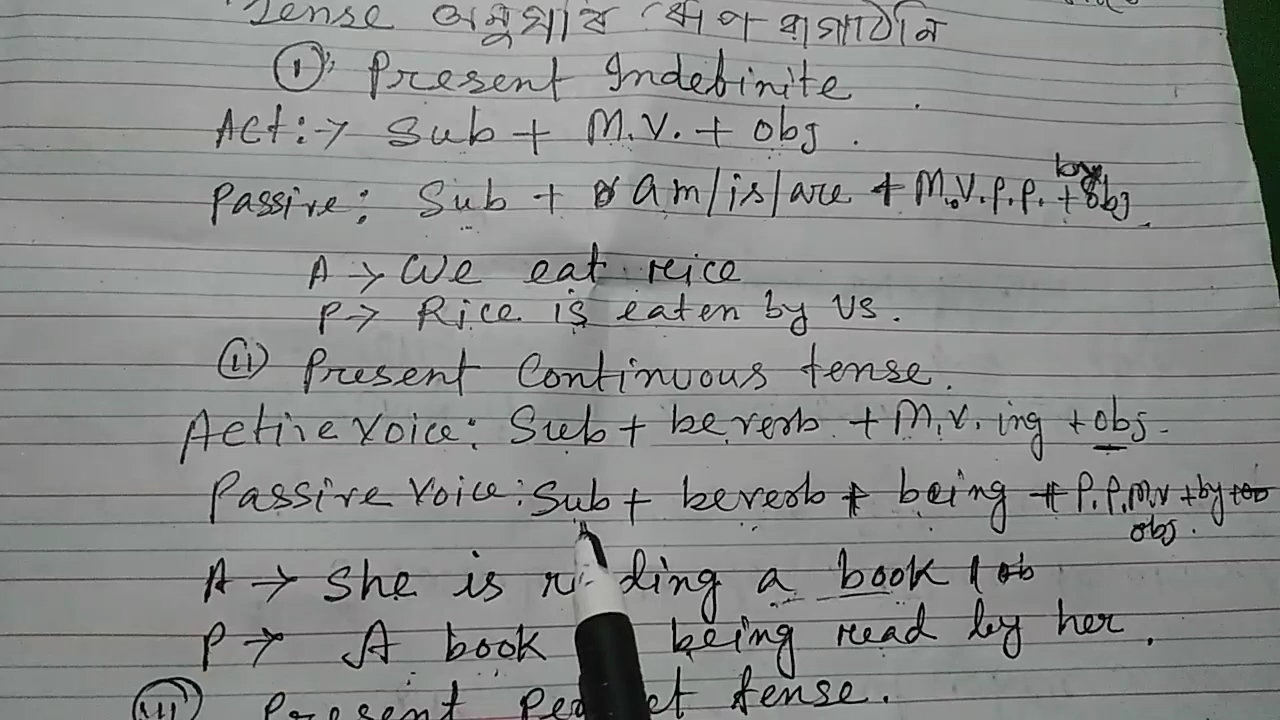 Tense অনুসারে
(i) Present Indefinite
Act:→ Sub + M.V. + obj.
Passive: Sub + am/is/are + M.V.P.P. + by obj.
A → We eat rice
P → Rice is eaten by us.
(ii) Present Continuous tense.
Active Voice: Sub + be verb + M.V. ing + obj.
Passive Voice: Sub + be verb + being + P.P.M.V + by + obj.
A → She is ding a book
P → A book being read by her.
(iii) Present tense.